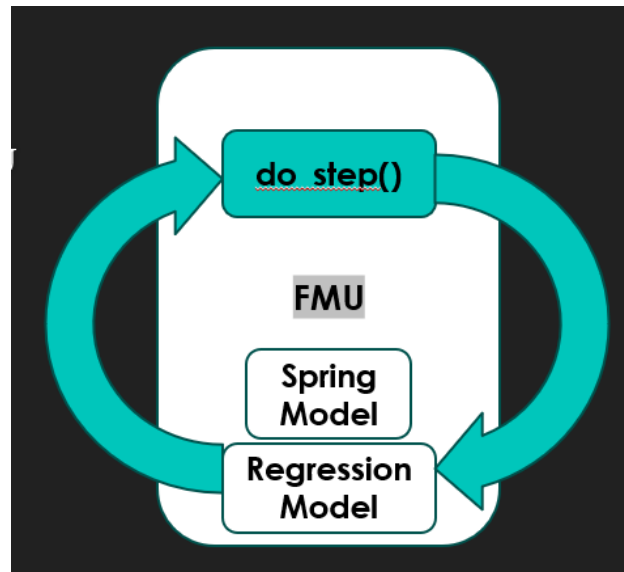 do_step()
FMU
Spring
Model
Regression
Model